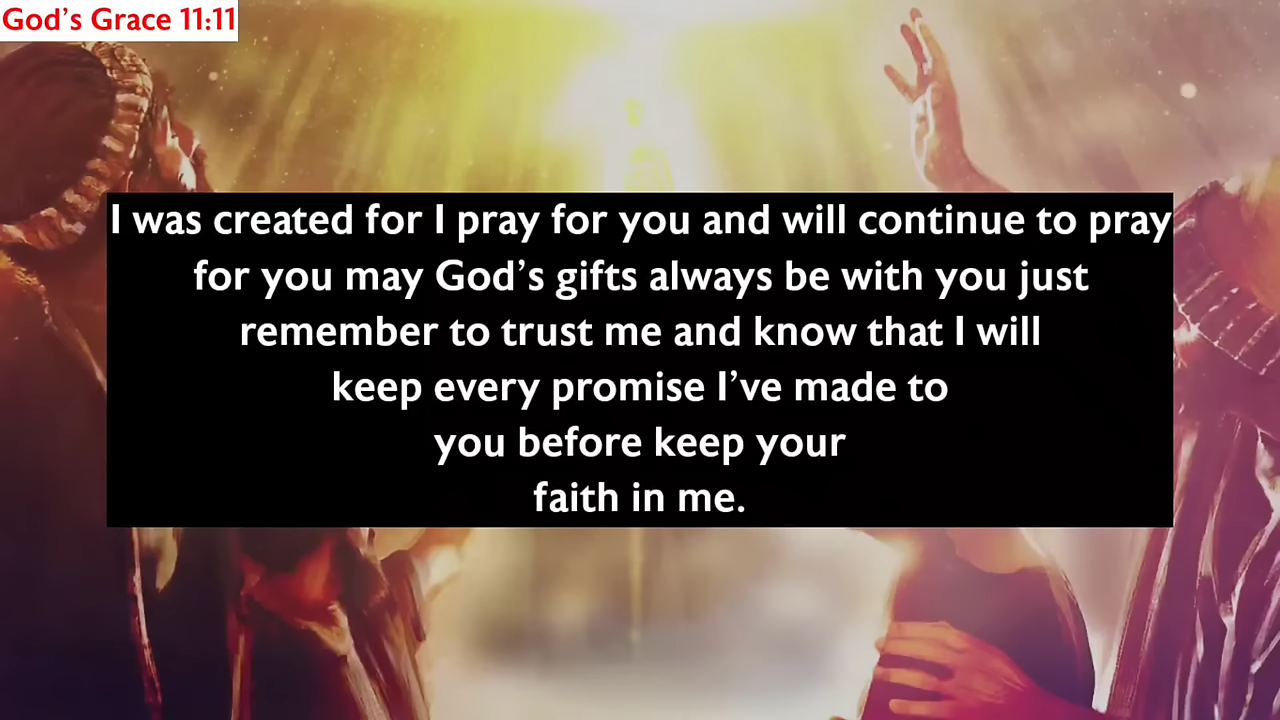 God's Grace 11:11
I was created for I pray for you and will continue to pray
for you may God's gifts always be with you just
remember to trust me and know that I will
keep every promise I've made to
you before keep your
faith in me.